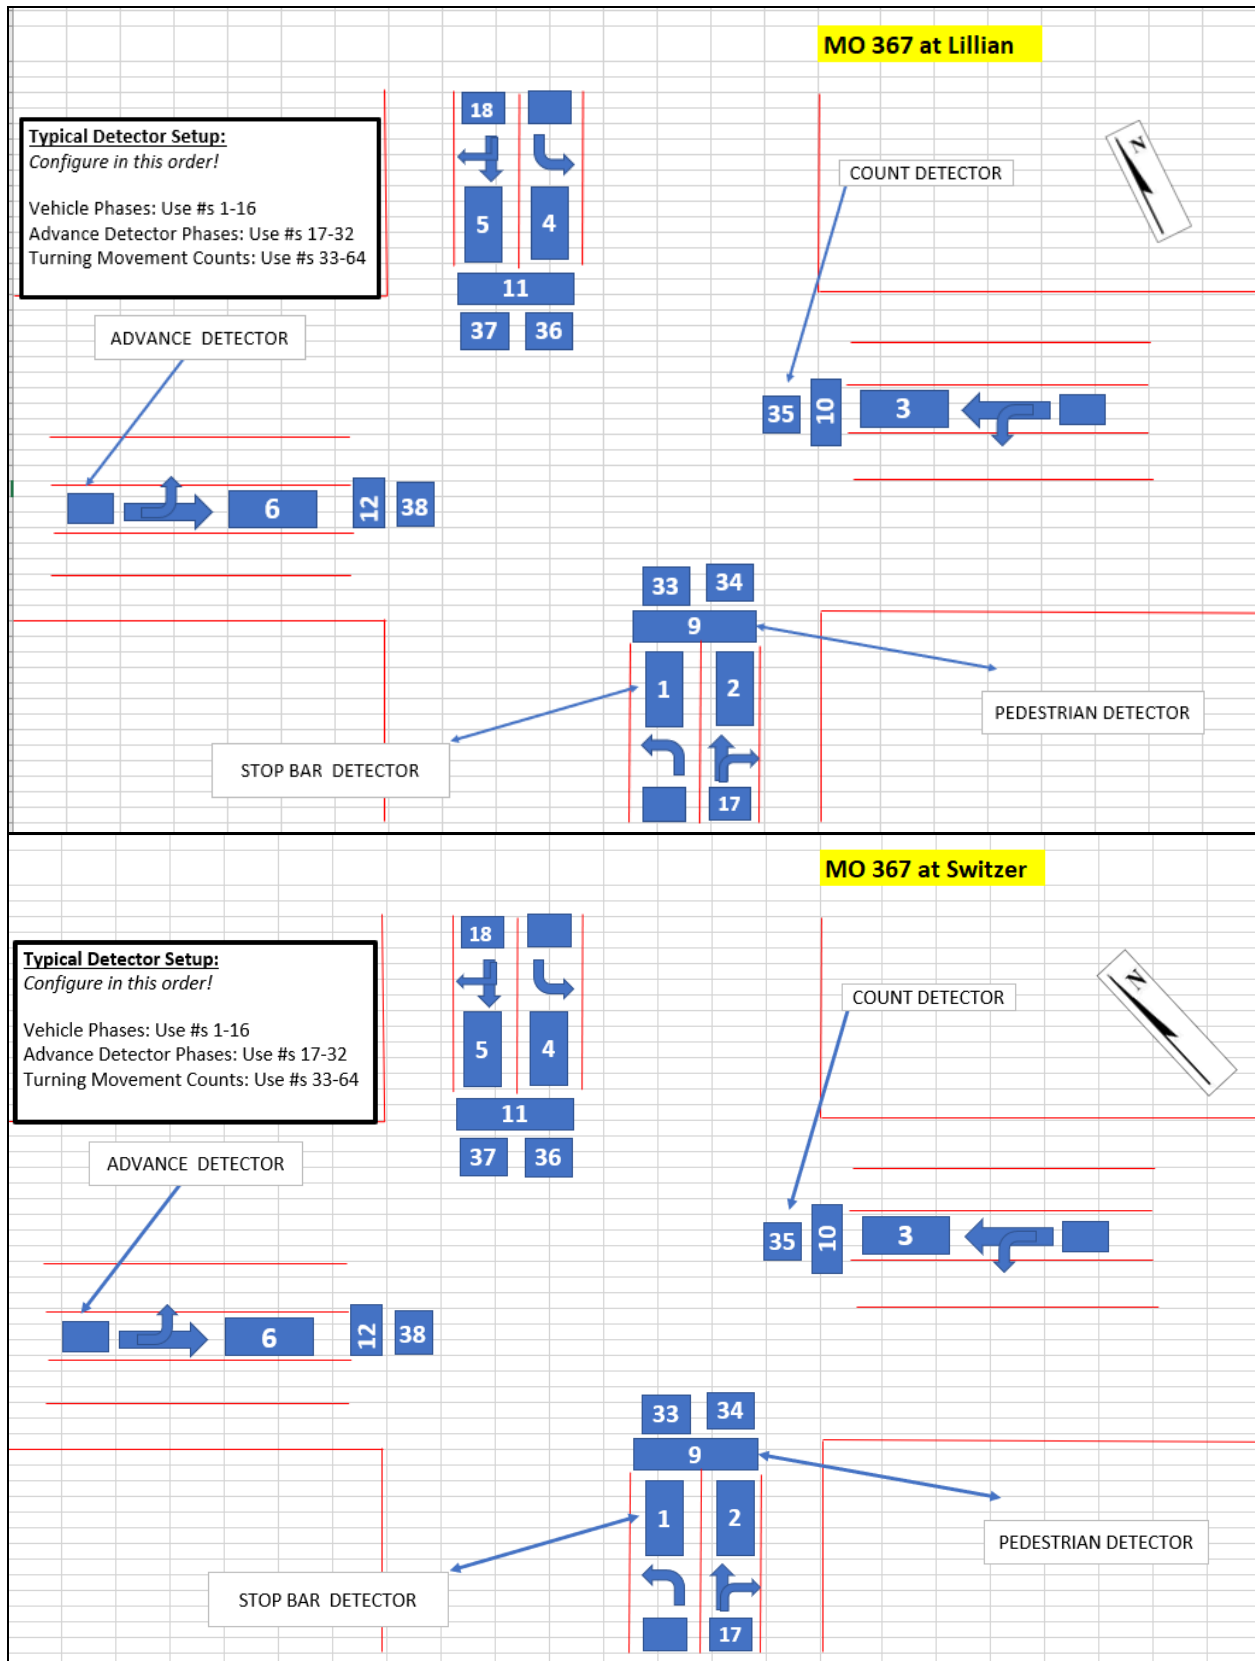 MO 367 at Lillian
18
Typical Detector Setup:
Configure in this order!
Vehicle Phases: Use #s 1-16
Advance Detector Phases: Use #s 17-32
Turning Movement Counts: Use #s 33-64
N
COUNT DETECTOR
5 4
11
37 36
ADVANCE DETECTOR
35 10 3
6 12 38
33 34
9
1 2
PEDESTRIAN DETECTOR
STOP BAR DETECTOR
17
MO 367 at Switzer
18
Typical Detector Setup:
Configure in this order!
Vehicle Phases: Use #s 1-16
Advance Detector Phases: Use #s 17-32
Turning Movement Counts: Use #s 33-64
N
COUNT DETECTOR
5 4
11
37 36
ADVANCE DETECTOR
35 10 3
6 12 38
33 34
9
1 2
PEDESTRIAN DETECTOR
STOP BAR DETECTOR
17